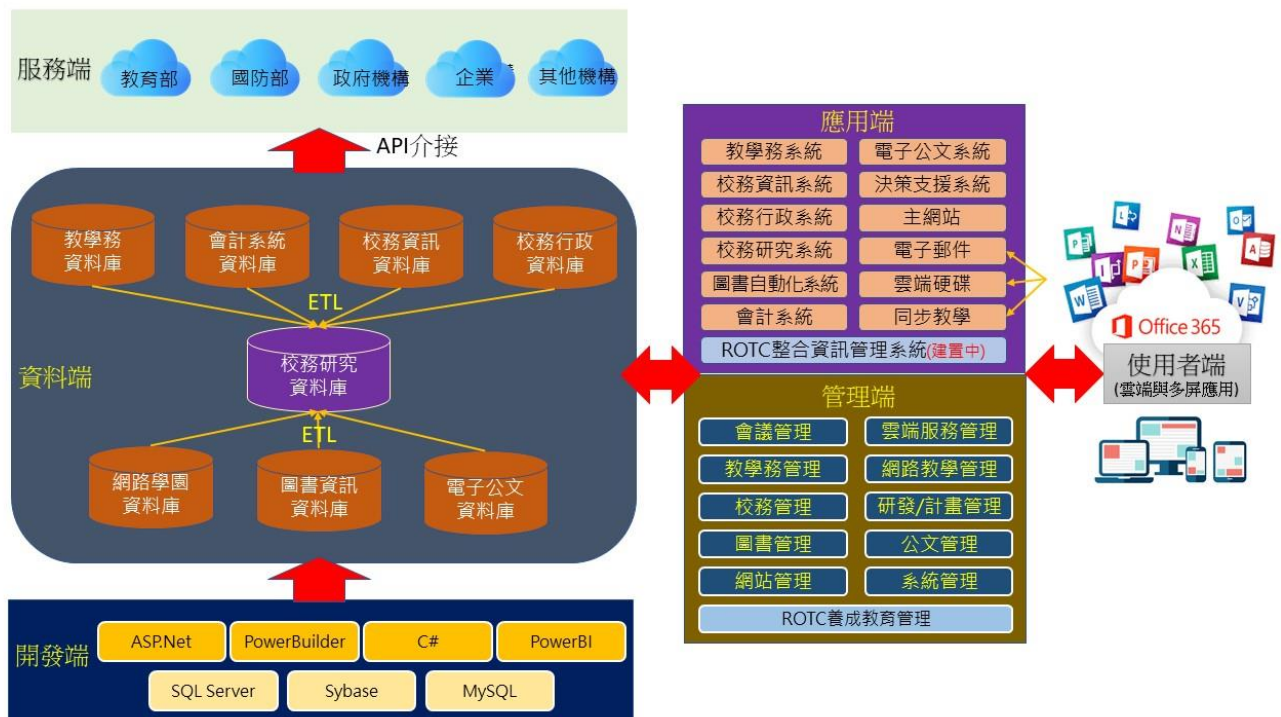 服務端
教育部
國防部
政府機構
企業
其他機構
API介接
教學務
資料庫
會計系統
資料庫
校務資訊
資料庫
校務行政
資料庫
ETL
校務研究
資料庫
資料端
ETL
網路學園
資料庫
圖書資訊
資料庫
電子公文
資料庫
開發端
ASP.Net
PowerBuilder
C#
PowerBI
SQL Server
Sybase
MySQL
應用端
教學務系統
電子公文系統
校務資訊系統
決策支援系統
校務行政系統
主網站
校務研究系統
電子郵件
圖書自動化系統
雲端硬碟
會計系統
同步教學
ROTC整合資訊管理系統(建置中)
管理端
會議管理
雲端服務管理
教學務管理
網路教學管理
校務管理
研發/計畫管理
圖書管理
公文管理
網站管理
系統管理
ROTC養成教育管理
L
N
O
P
A
I
P
X
W
V
Office 365
使用者端
(雲端與多屏應用)